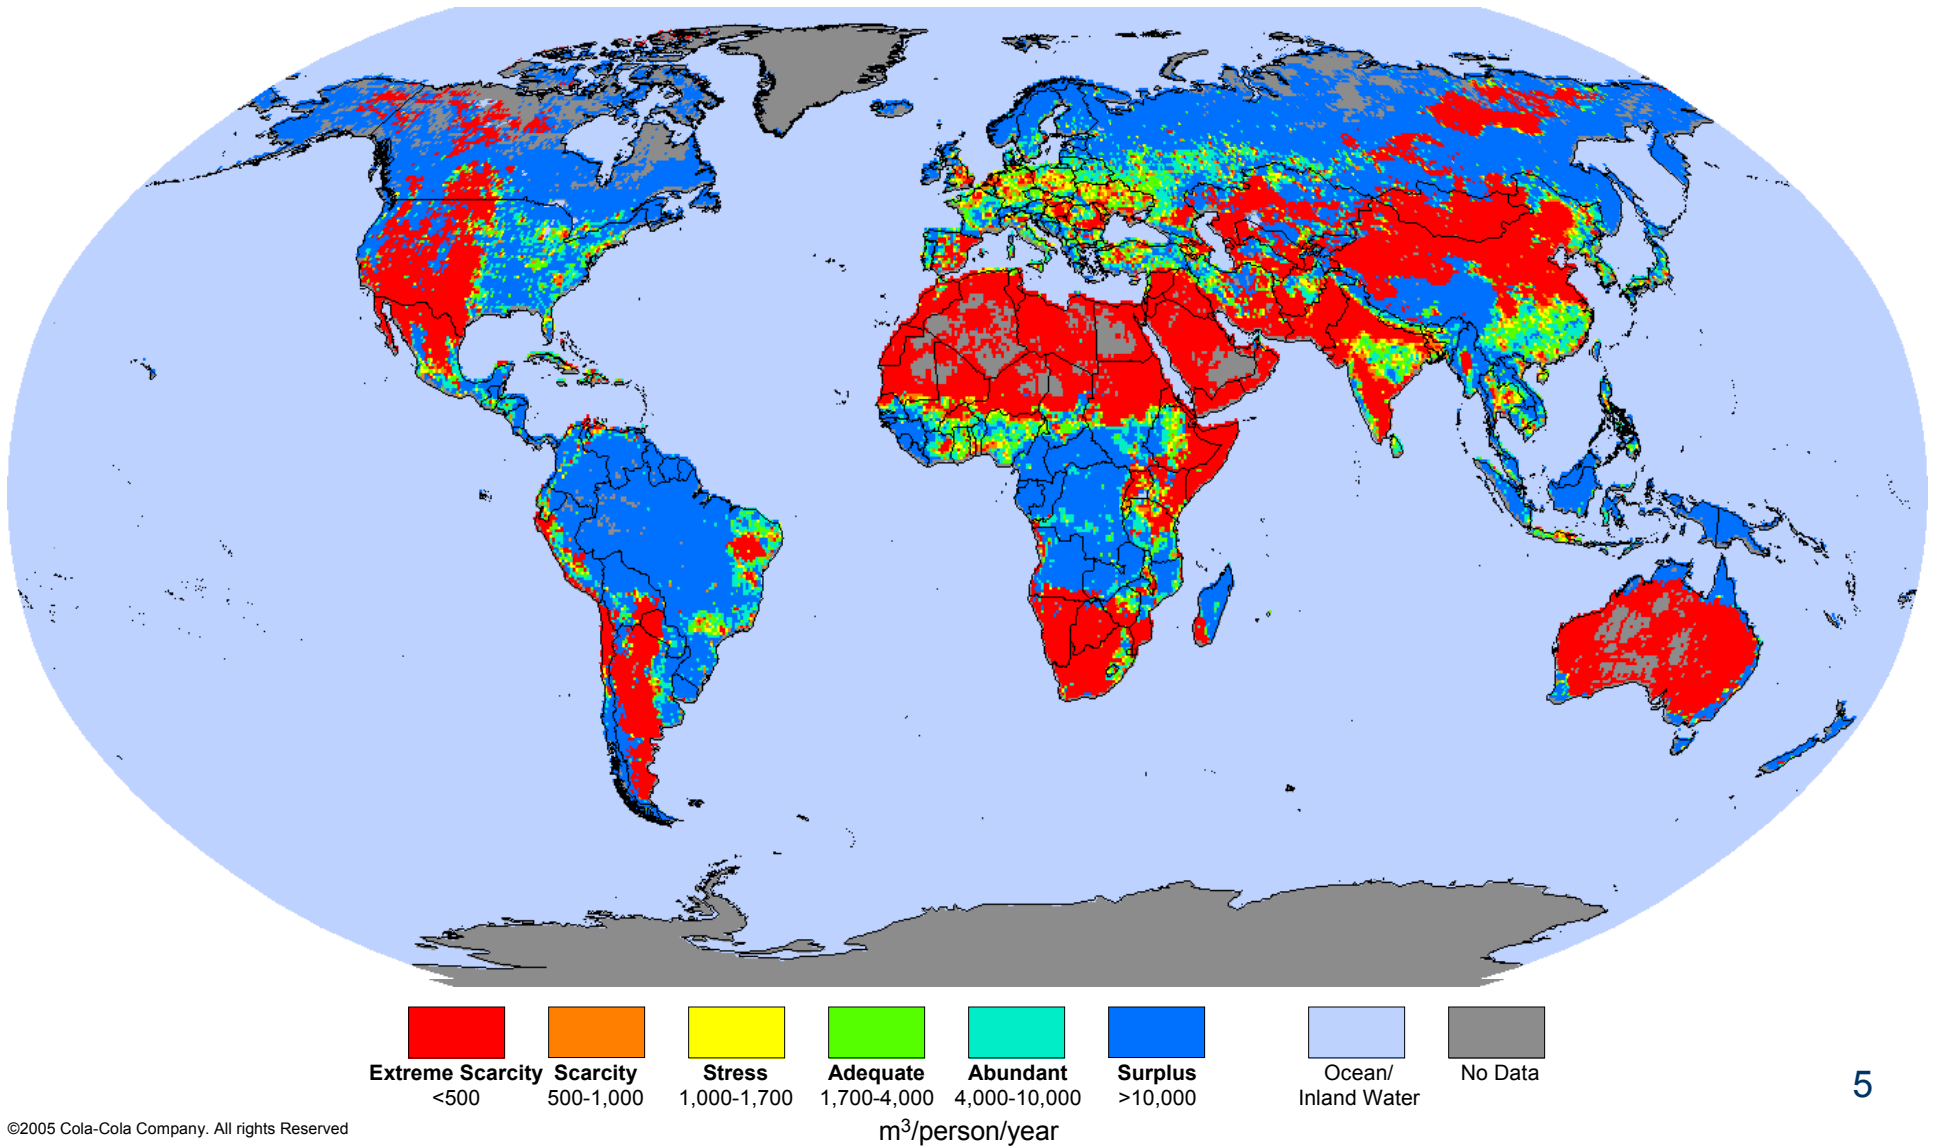 Extreme Scarcity
<500
Scarcity
500-1,000
Stress
1,000-1,700
Adequate
1,700-4,000
Abundant
4,000-10,000
Surplus
>10,000
Ocean/
Inland Water
No Data
m³/person/year
5
©2005 Cola-Cola Company. All rights Reserved